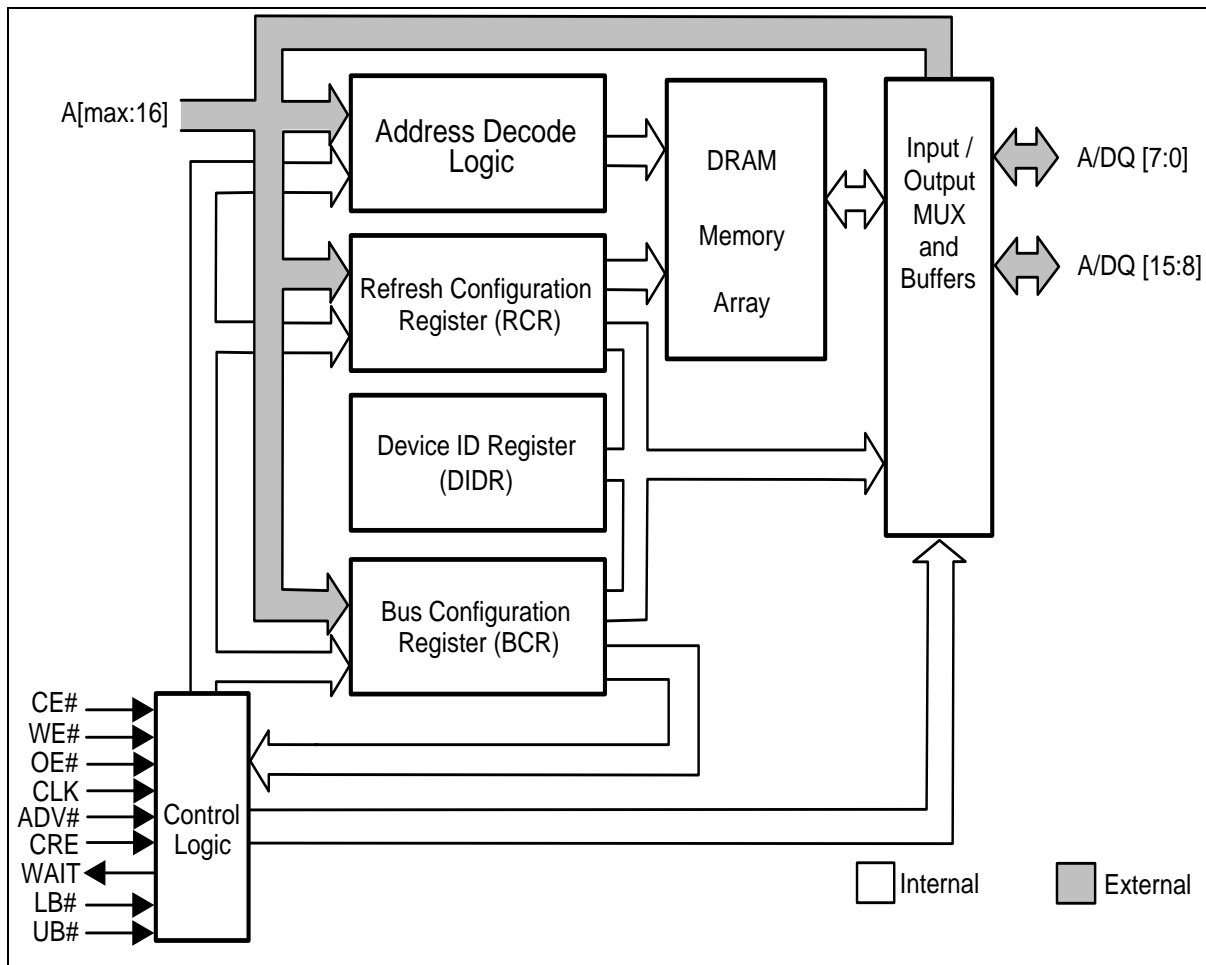 A[max:16]
Address Decode
Logic
DRAM
Memory
Array
Input /
Output
MUX
and
Buffers
A/DQ [7:0]
A/DQ [15:8]
Refresh Configuration
Register (RCR)
Device ID Register
(DIDR)
Bus Configuration
Register (BCR)
CE#
WE#
OE#
CLK
ADV#
CRE
WAIT
LB#
UB#
Control
Logic
Internal
External